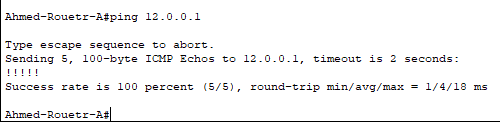 Ahmed-Rouetr-A#ping 12.0.0.1
Type escape sequence to abort.
Sending 5, 100-byte ICMP Echos to 12.0.0.1, timeout is 2 seconds:
!!!!!
Success rate is 100 percent (5/5), round-trip min/avg/max = 1/4/18 ms
Ahmed-Rouetr-A#